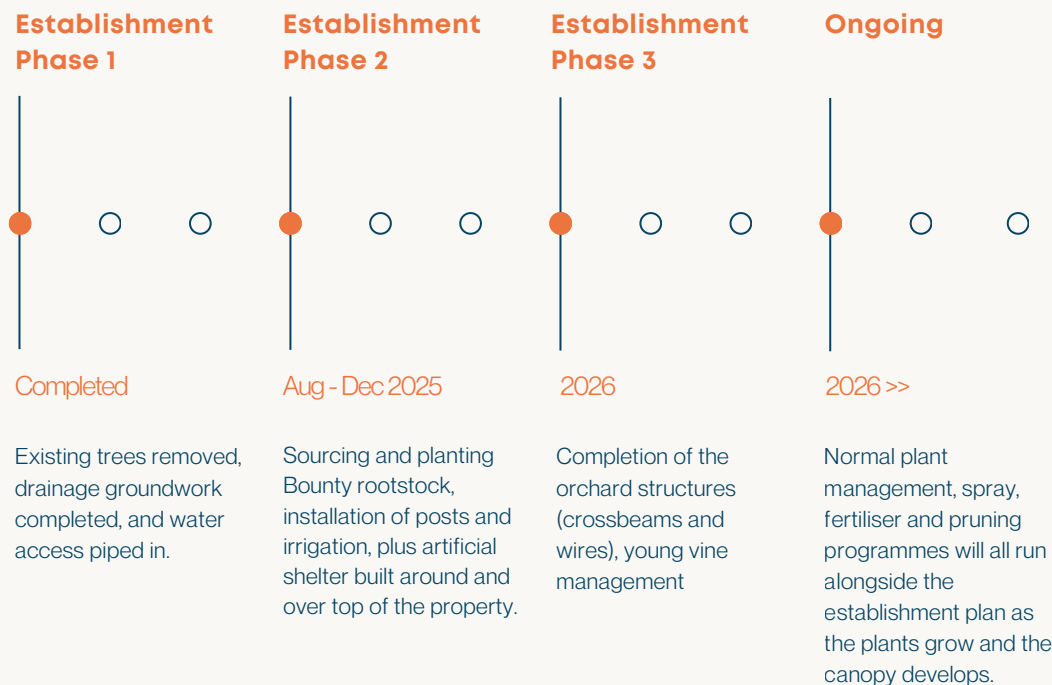 Establishment
Phase 1
Completed
Existing trees removed,
drainage groundwork
completed, and water
access piped in.
Establishment
Phase 2
Aug - Dec 2025
Sourcing and planting
Bounty rootstock,
installation of posts and
irrigation, plus artificial
shelter built around and
over top of the property.
Establishment
Phase 3
2026
Completion of the
orchard structures
(crossbeams and
wires), young vine
management
Ongoing
2026 >>
Normal plant
management, spray,
fertiliser and pruning
programmes will all run
alongside the
establishment plan as
the plants grow and the
canopy develops.